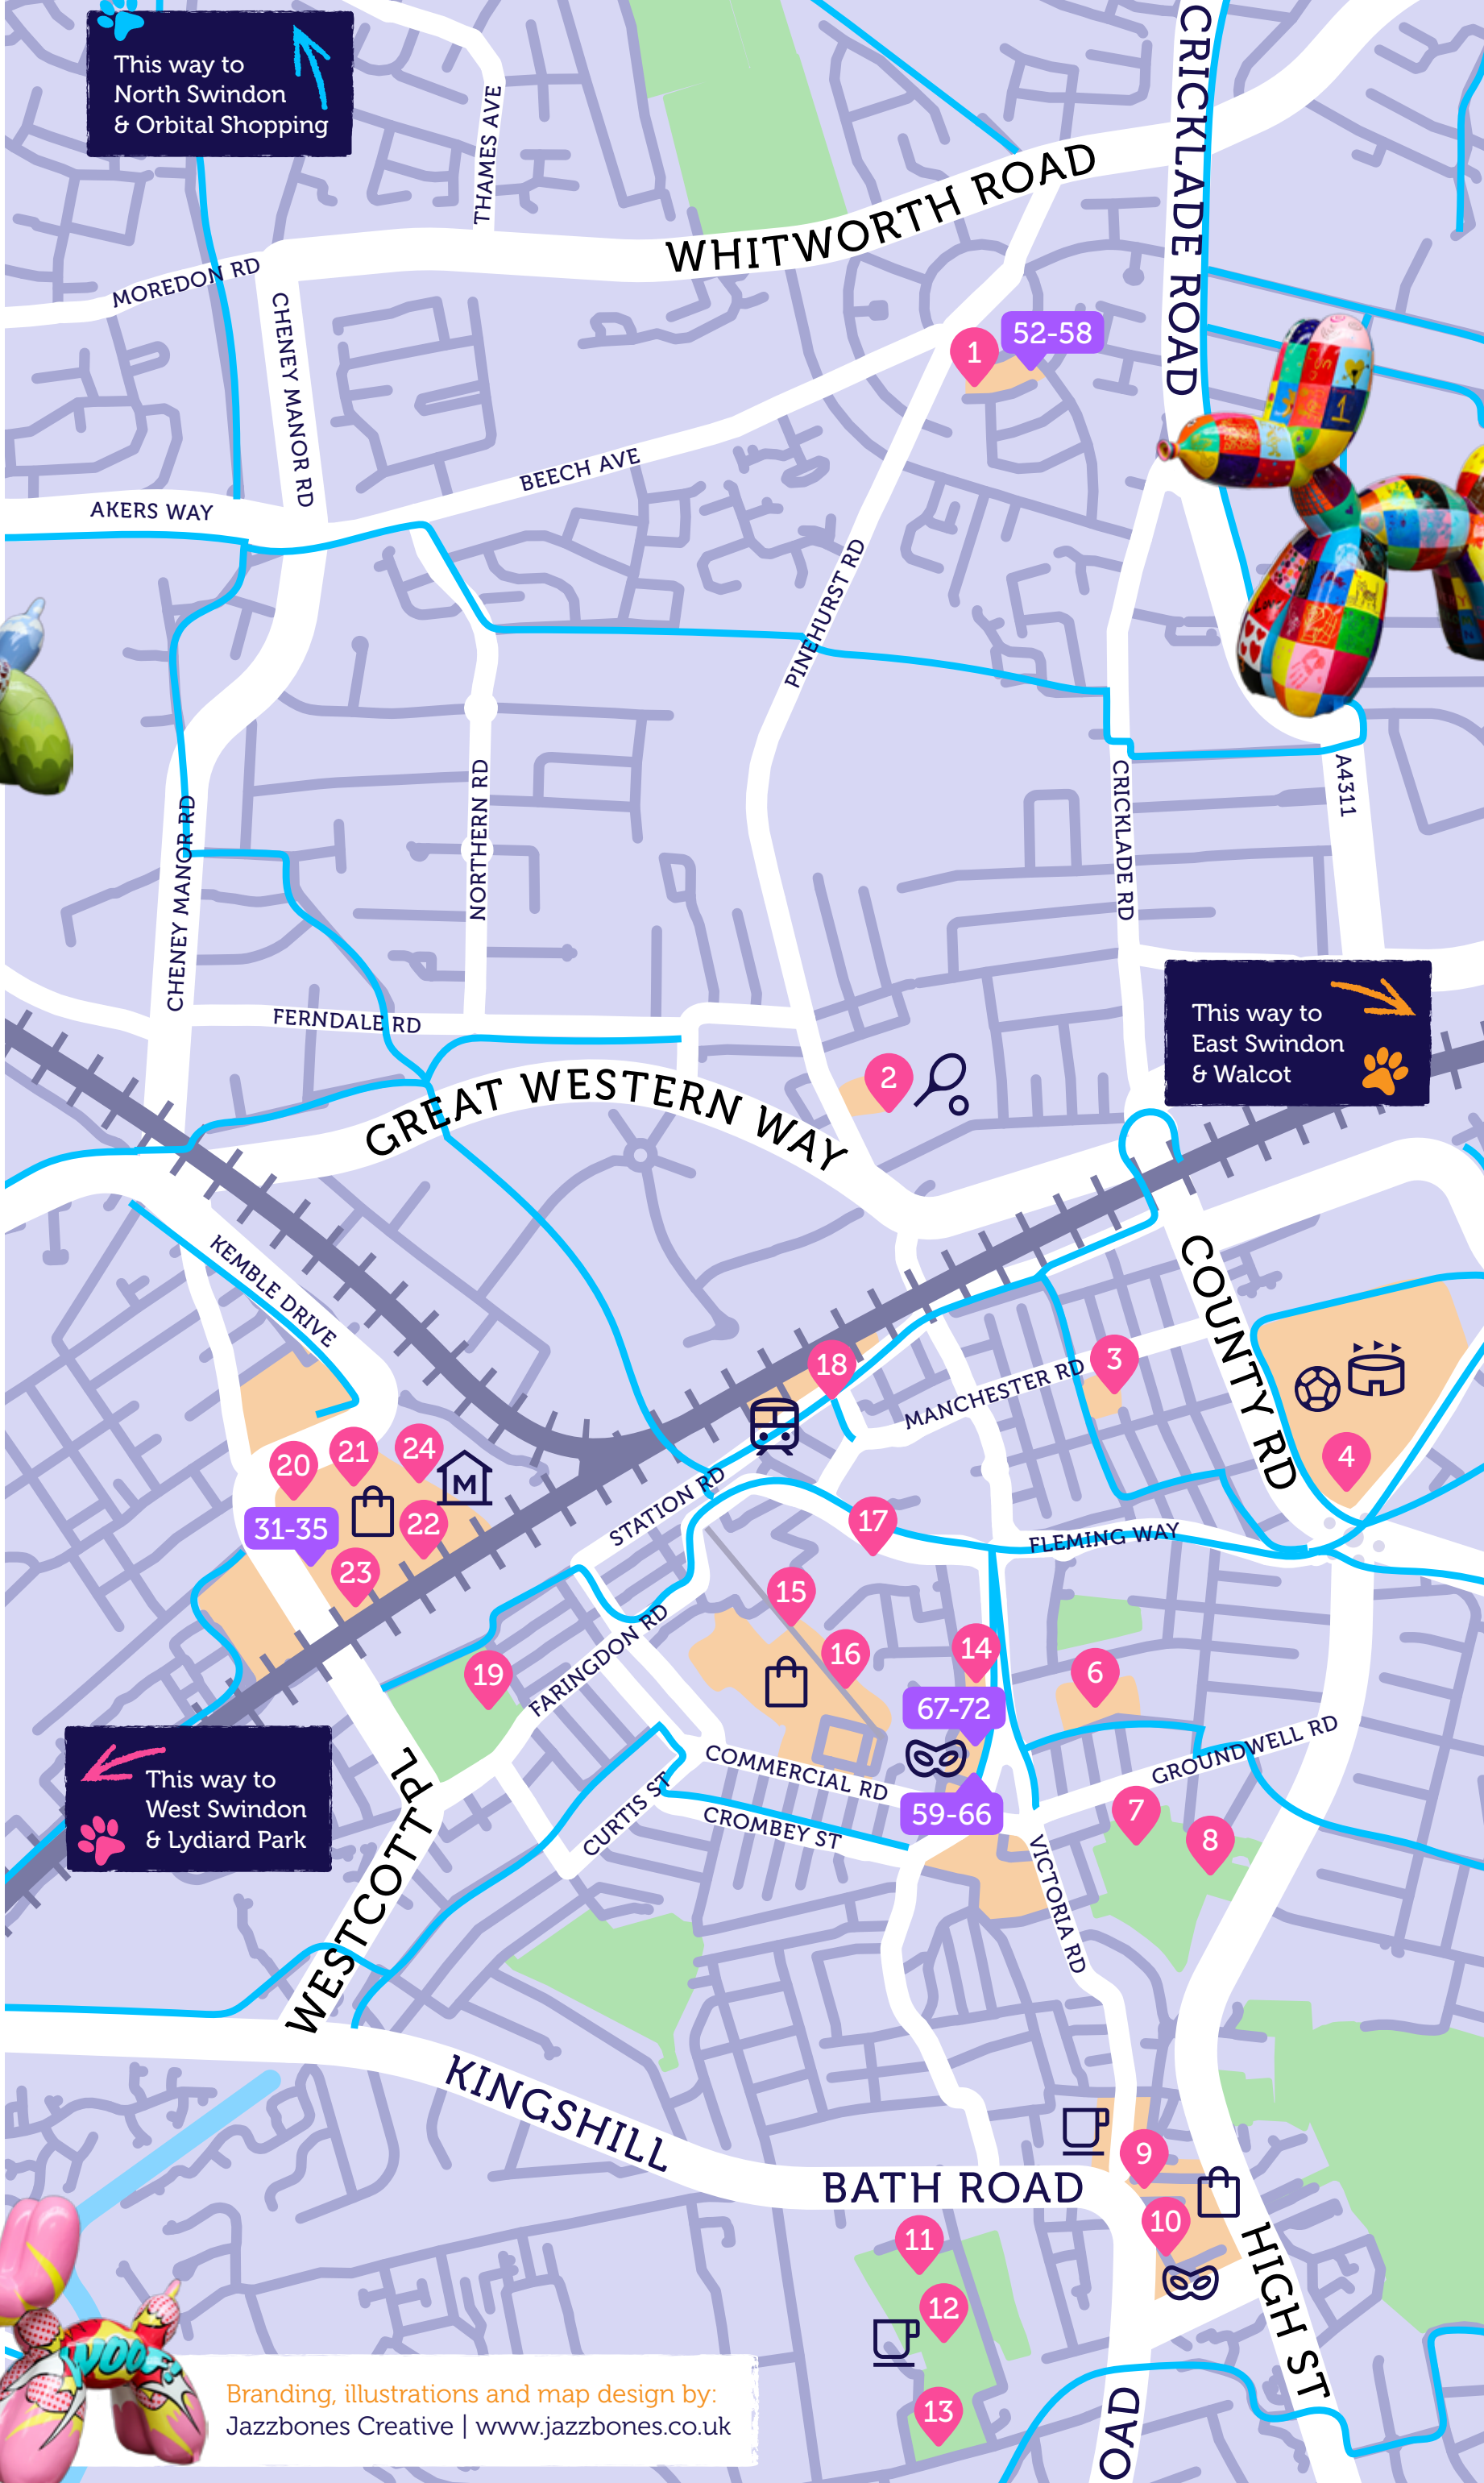 This way to
North Swindon
& Orbital Shopping
THAMES AVE
CRICKLADE ROAD
WHITWORTH ROAD
MOREDON RD
CHENEY MANOR RD
1
52-58
BEECH AVE
AKERS WAY
PINEHURST RD
NORTHERN RD
CRICKLADE RD
A4311
CHENEY MANOR RD
FERNDALE RD
This way to
East Swindon
& Walcot
2
GREAT WESTERN WAY
KEMBLE DRIVE
COUNTY RD
18
3
MANCHESTER RD
4
20
21
24
M
31-35
22
23
STATION RD
17
FLEMING WAY
15
16
14
6
19
FARINGDON RD
67-72
COMMERCIAL RD
GROUNDWELL RD
59-66
7
8
This way to
West Swindon
& Lydiard Park
CURTIS ST
CROMBEY ST
VICTORIA RD
WESTCOTT PL
KINGSHILL
BATH ROAD
9
10
11
12
13
HIGH ST
OAD
WOOF!
Branding, illustrations and map design by:
Jazzbones Creative | www.jazzbones.co.uk